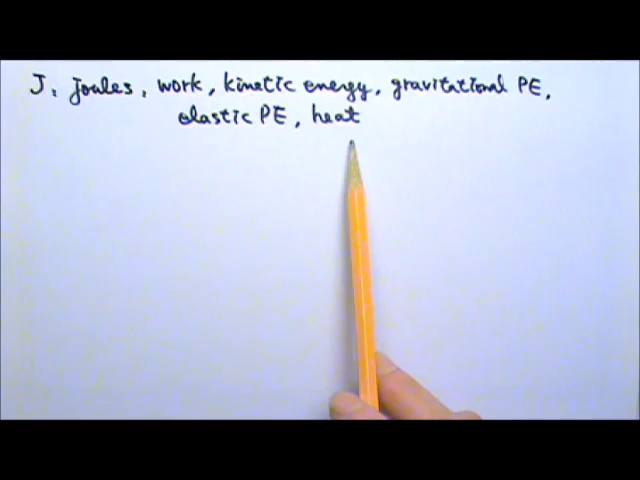 J, joules, work, kinetic energy, gravitational PE,
elastic PE, heat